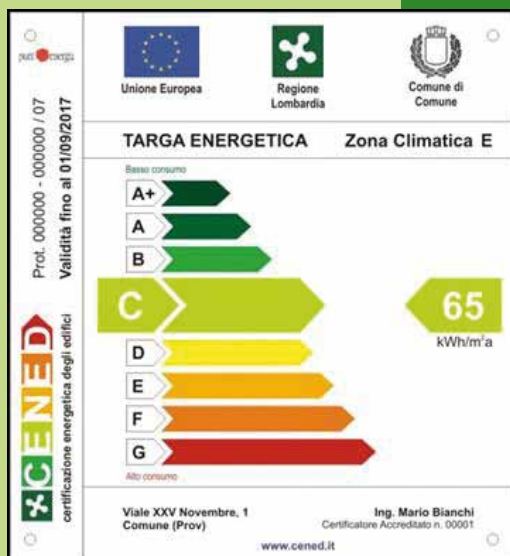 punti energia
Unione Europea
Regione
Lombardia
Comune di
Comune
TARGA ENERGETICA Zona Climatica E
Prot. 000000 - 000000 / 07
Validità fino al 01/09/2017
CENED
certificazione energetica degli edifici
Basso consumo
A+
A
B
C 65
kWh/m²a
D
E
F
G
Alto consumo
Viale XXV Novembre, 1
Comune (Prov)
Ing. Mario Bianchi
Certificatore Accreditato n. 00001
www.cened.it